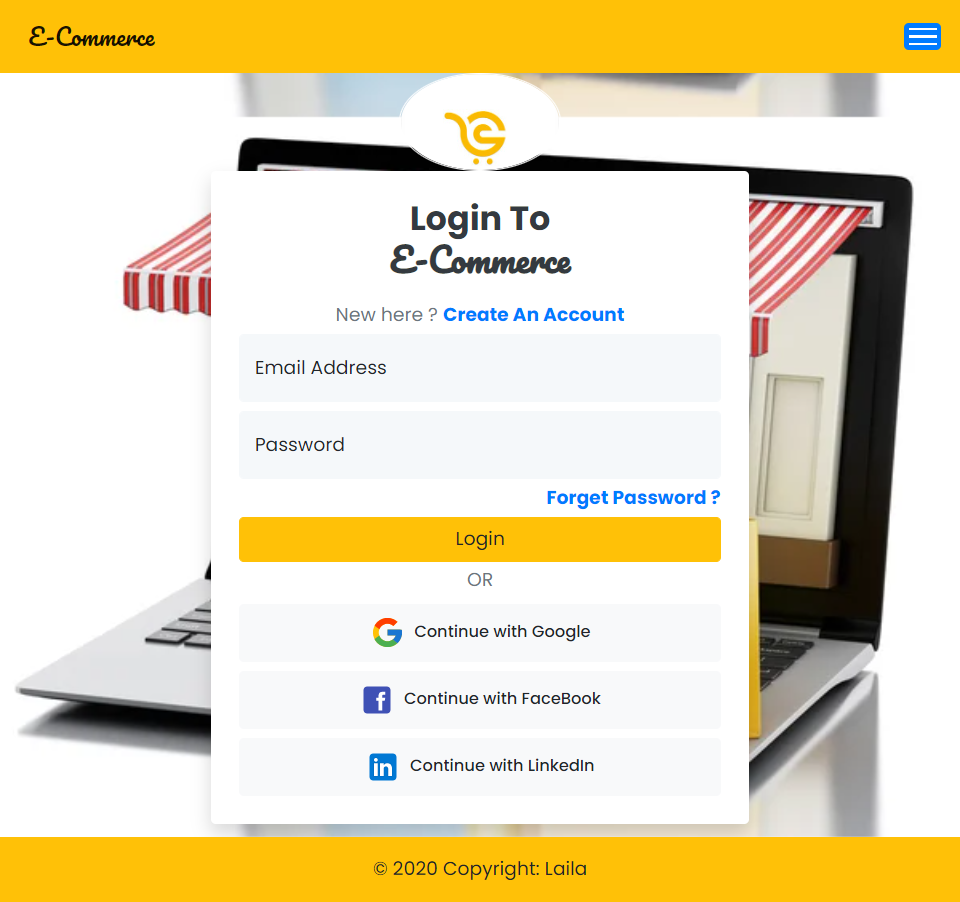 E-Commerce
Login To
E-Commerce
New here ? Create An Account
Email Address
Password
Forget Password ?
Login
OR
Continue with Google
Continue with FaceBook
Continue with LinkedIn
© 2020 Copyright: Laila